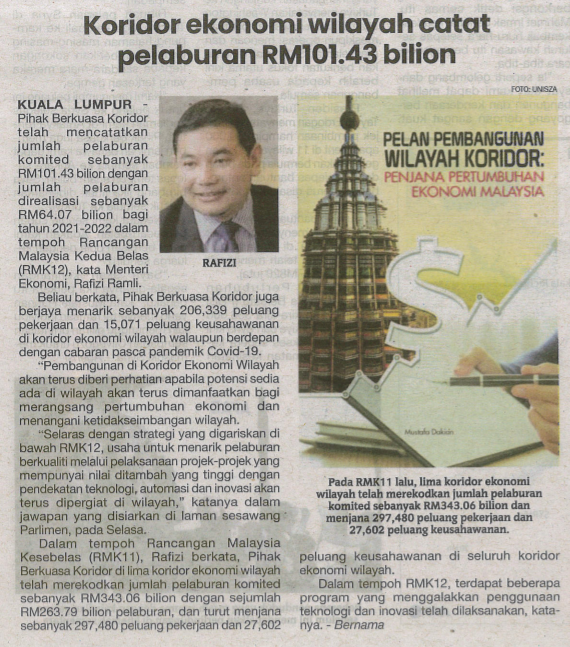 Koridor ekonomi wilayah catat
pelaburan RM101.43 bilion
KUALA LUMPUR -
Pihak Berkuasa Koridor
telah mencatatkan
jumlah pelaburan
komited sebanyak
RM101.43 bilion dengan
jumlah pelaburan
direalisasi sebanyak
RM64.07 bilion bagi
tahun 2021-2022 dalam
tempoh Rancangan
Malaysia Kedua Belas
(RMK12), kata Menteri
Ekonomi, Rafizi Ramli.
RAFIZI
Beliau berkata, Pihak Berkuasa Koridor juga
berjaya menarik sebanyak 206,339 peluang
pekerjaan dan 15,071 peluang keusahawanan
di koridor ekonomi wilayah walaupun berdepan
dengan cabaran pasca pandemik Covid-19.
"Pembangunan di Koridor Ekonomi Wilayah
akan terus diberi perhatian apabila potensi sedia
ada di wilayah akan terus dimanfaatkan bagi
merangsang pertumbuhan ekonomi dan
menangani ketidakseimbangan wilayah.
"Selaras dengan strategi yang digariskan di
bawah RMK12, usaha untuk menarik pelaburan
berkualiti melalui pelaksanaan projek-projek yang
mempunyai nilai ditambah yang tinggi dengan
pendekatan teknologi, automasi dan inovasi akan
terus dipergiat di wilayah," katanya dalam
jawapan yang disiarkan di laman sesawang
Parlimen, pada Selasa.
Dalam tempoh Rancangan Malaysia
Kesebelas (RMK11), Rafizi berkata, Pihak
Berkuasa Koridor di lima koridor ekonomi wilayah
telah merekodkan jumlah pelaburan komited
sebanyak RM343.06 bilion dengan sejumlah
RM263.79 bilion pelaburan, dan turut menjana
sebanyak 297,480 peluang pekerjaan dan 27,602
FOTO: UNISZA
PELAN PEMBANGUNAN
WILAYAH KORIDOR:
PENJANA PERTUMBUHAN
EKONOMI MALAYSIA
Mustafa Dakian
Pada RMK11 lalu, lima koridor ekonomi
wilayah telah merekodkan jumlah pelaburan
komited sebanyak RM343.06 bilion dan
menjana 297,480 peluang pekerjaan dan
27,602 peluang keusahawanan.
peluang keusahawanan di seluruh koridor
ekonomi wilayah.
Dalam tempoh RMK12, terdapat beberapa
program yang menggalakkan penggunaan
teknologi dan inovasi telah dilaksanakan, kata-
nya. - Bernama